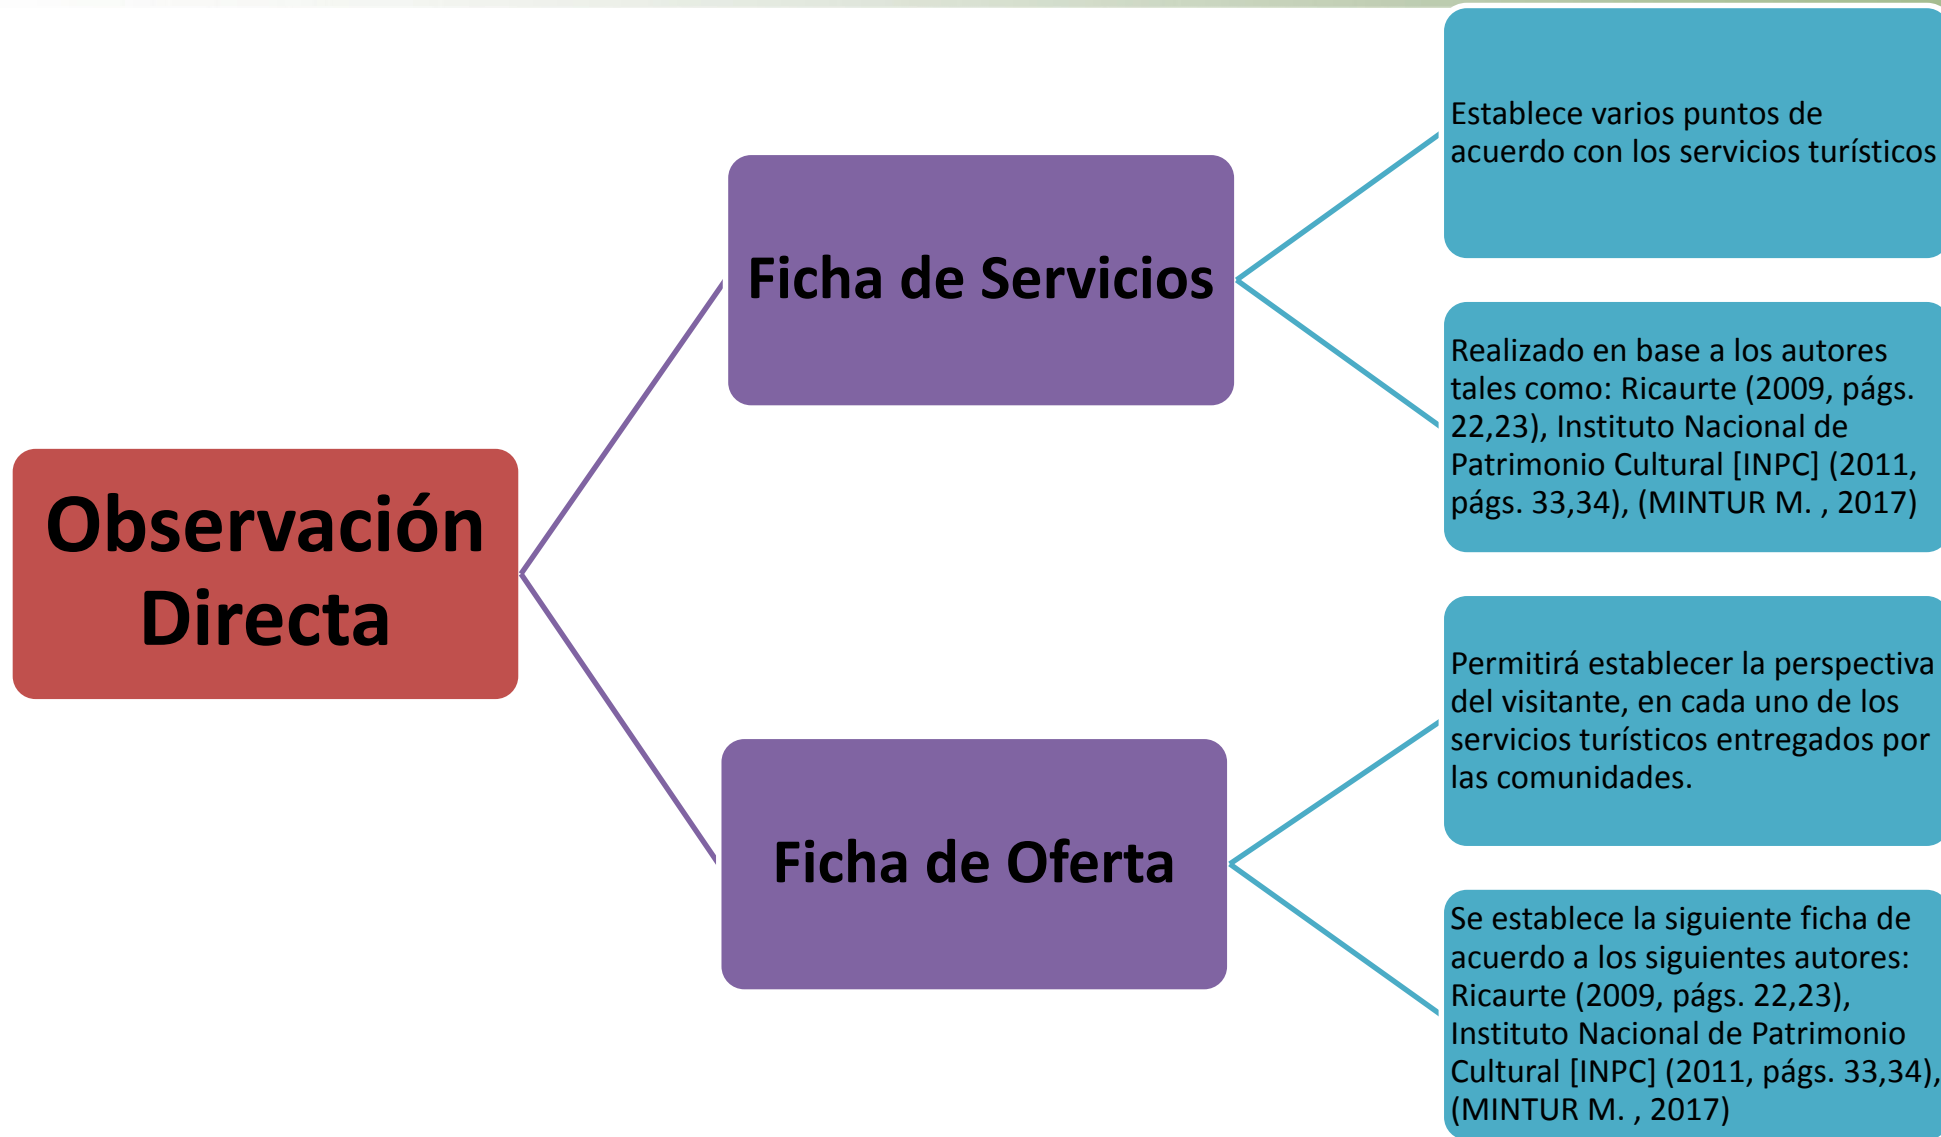 Observación
Directa
Ficha de Servicios
Establece varios puntos de
acuerdo con los servicios turísticos
Realizado en base a los autores
tales como: Ricaurte (2009, págs.
22,23), Instituto Nacional de
Patrimonio Cultural [INPC] (2011,
págs. 33,34), (MINTUR M. , 2017)
Ficha de Oferta
Permitirá establecer la perspectiva
del visitante, en cada uno de los
servicios turísticos entregados por
las comunidades.
Se establece la siguiente ficha de
acuerdo a los siguientes autores:
Ricaurte (2009, págs. 22,23),
Instituto Nacional de Patrimonio
Cultural [INPC] (2011, págs. 33,34),
(MINTUR M. , 2017)